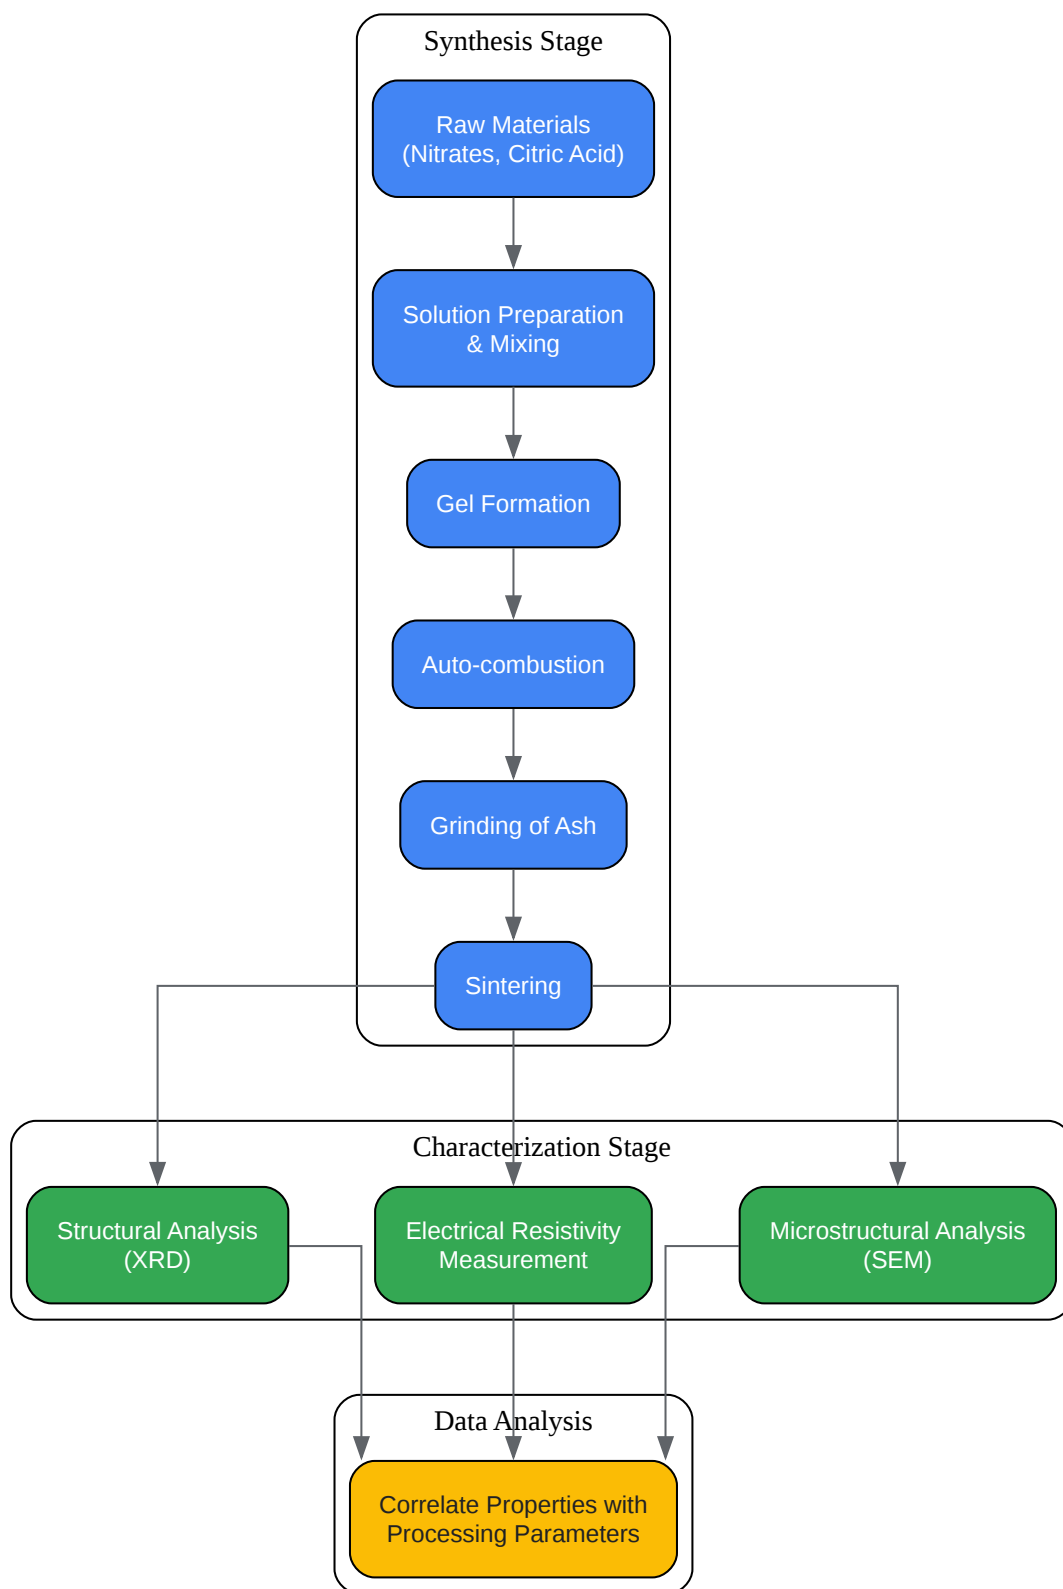 Synthesis Stage
Raw Materials
(Nitrates, Citric Acid)
Solution Preparation
& Mixing
Gel Formation
Auto-combustion
Grinding of Ash
Sintering
Characterization Stage
Structural Analysis
(XRD)
Electrical Resistivity
Measurement
Microstructural Analysis
(SEM)
Data Analysis
Correlate Properties with
Processing Parameters